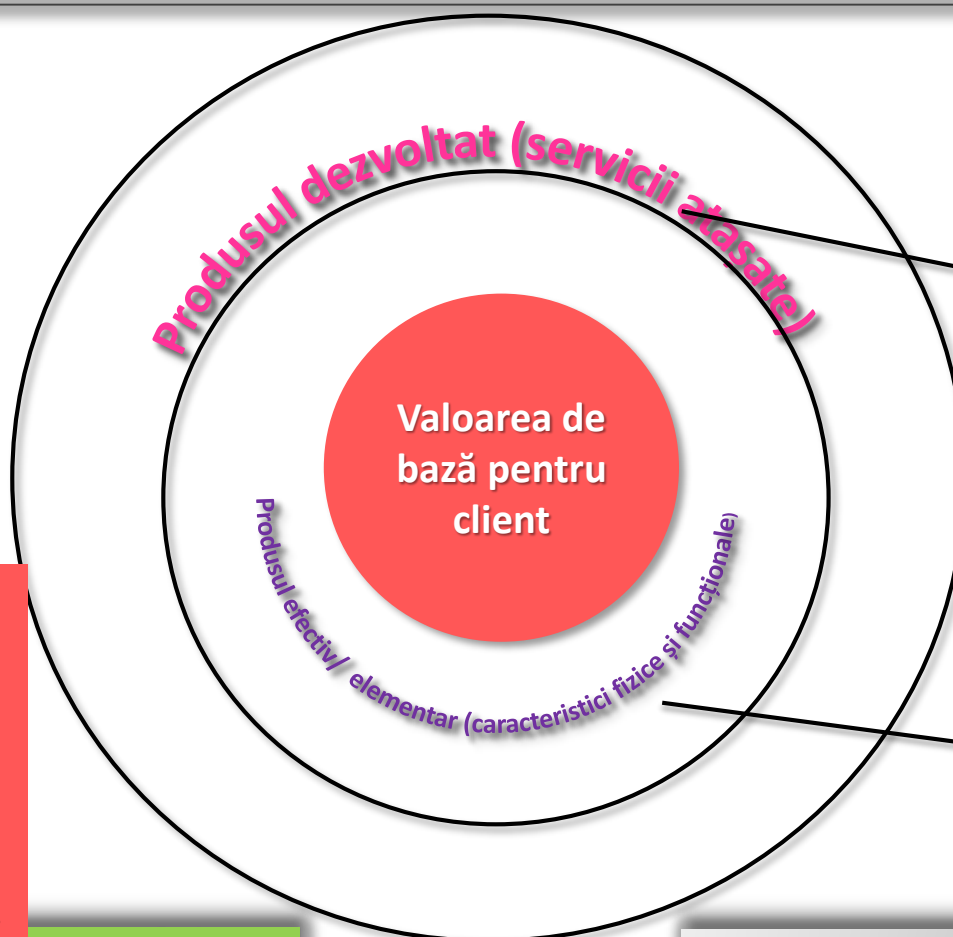 Produsul dezvoltat (servicii atașate)
Valoarea de
bază pentru
client
Produsul efectiv/ elementar (caracteristici fizice și funcționale)